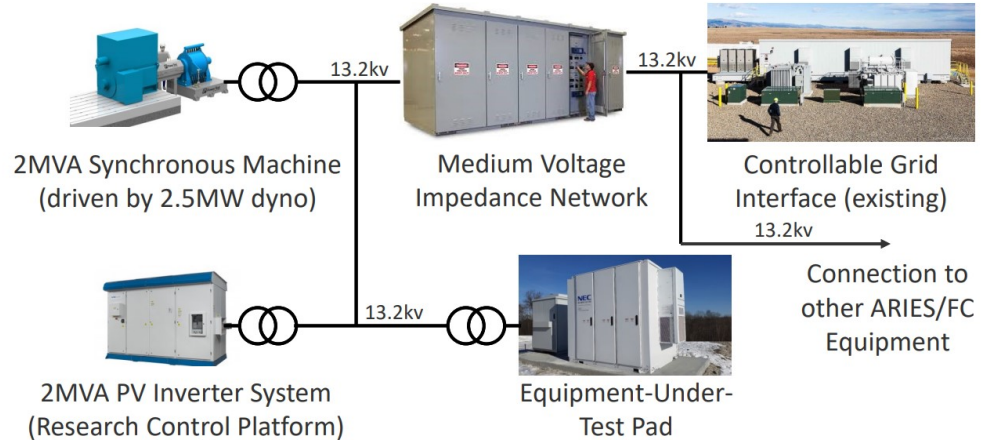 13.2kv
13.2kv
2MVA Synchronous Machine
(driven by 2.5MW dyno)
Medium Voltage
Impedance Network
Controllable Grid
Interface (existing)
13.2kv
Connection to
other ARIES/FC
Equipment
NEC
13.2kv
2MVA PV Inverter System
(Research Control Platform)
Equipment-Under-
Test Pad